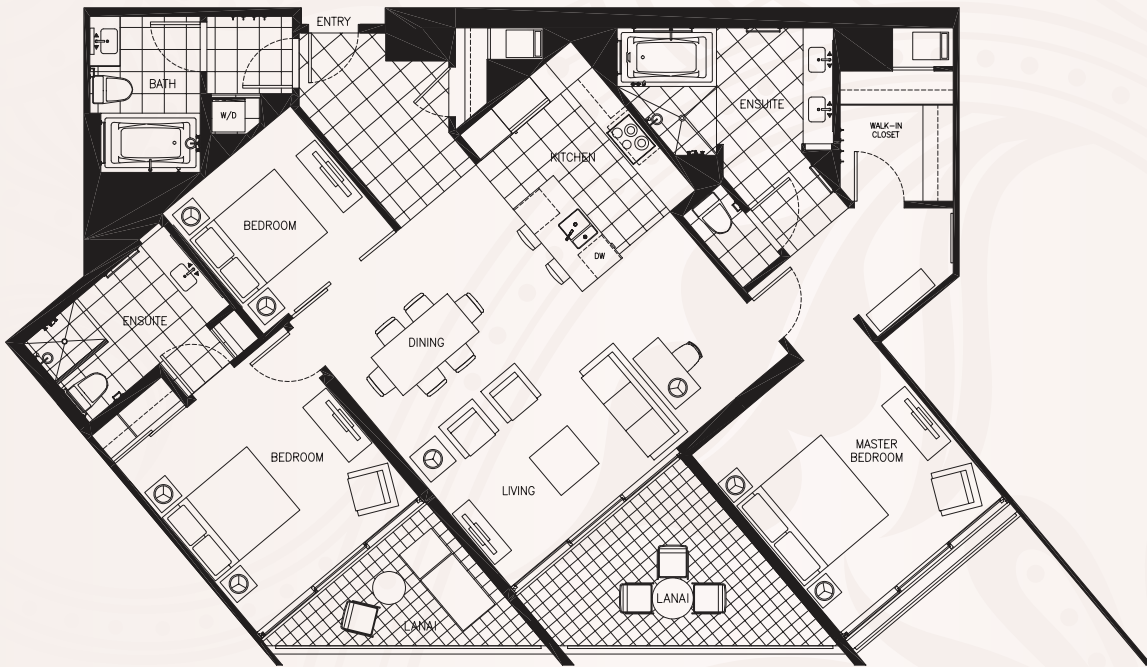 ENTRY
BATH
W/D
ENSUITE
WALK-IN
CLOSET
KITCHEN
BEDROOM
DW
ENSUITE
DINING
MASTER
BEDROOM
BEDROOM
LIVING
LANAI
LANAI